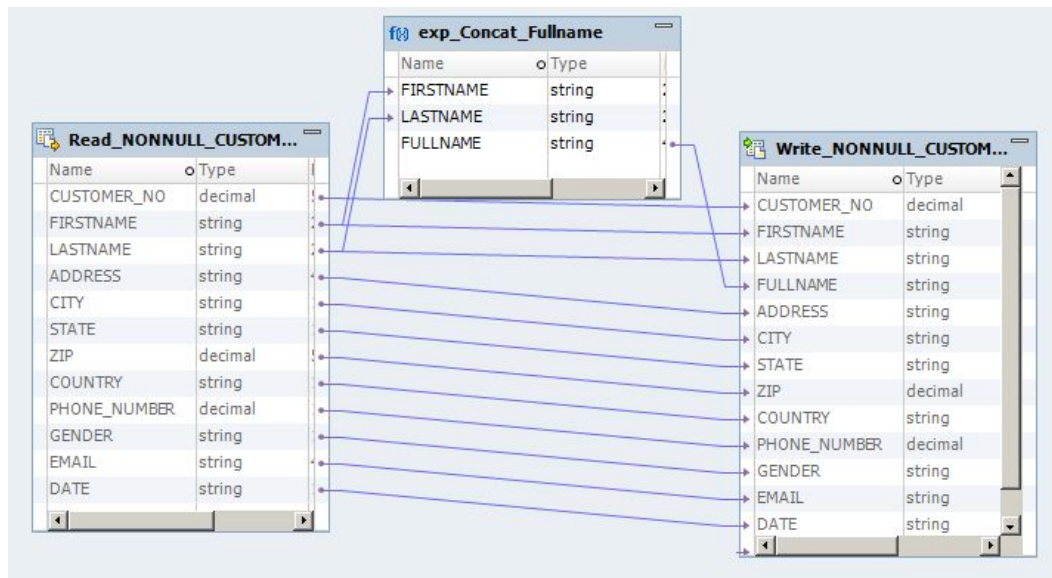 exp_Concat_Fullname
Name Type
FIRSTNAME string
LASTNAME string
FULLNAME string
Read_NONNULL_CUSTOM...
Name Type
CUSTOMER_NO decimal
FIRSTNAME string
LASTNAME string
ADDRESS string
CITY string
STATE string
ZIP decimal
COUNTRY string
PHONE_NUMBER decimal
GENDER string
EMAIL string
DATE string
Write_NONNULL_CUSTOM...
Name Type
CUSTOMER_NO decimal
FIRSTNAME string
LASTNAME string
FULLNAME string
ADDRESS string
CITY string
STATE string
ZIP decimal
COUNTRY string
PHONE_NUMBER decimal
GENDER string
EMAIL string
DATE string